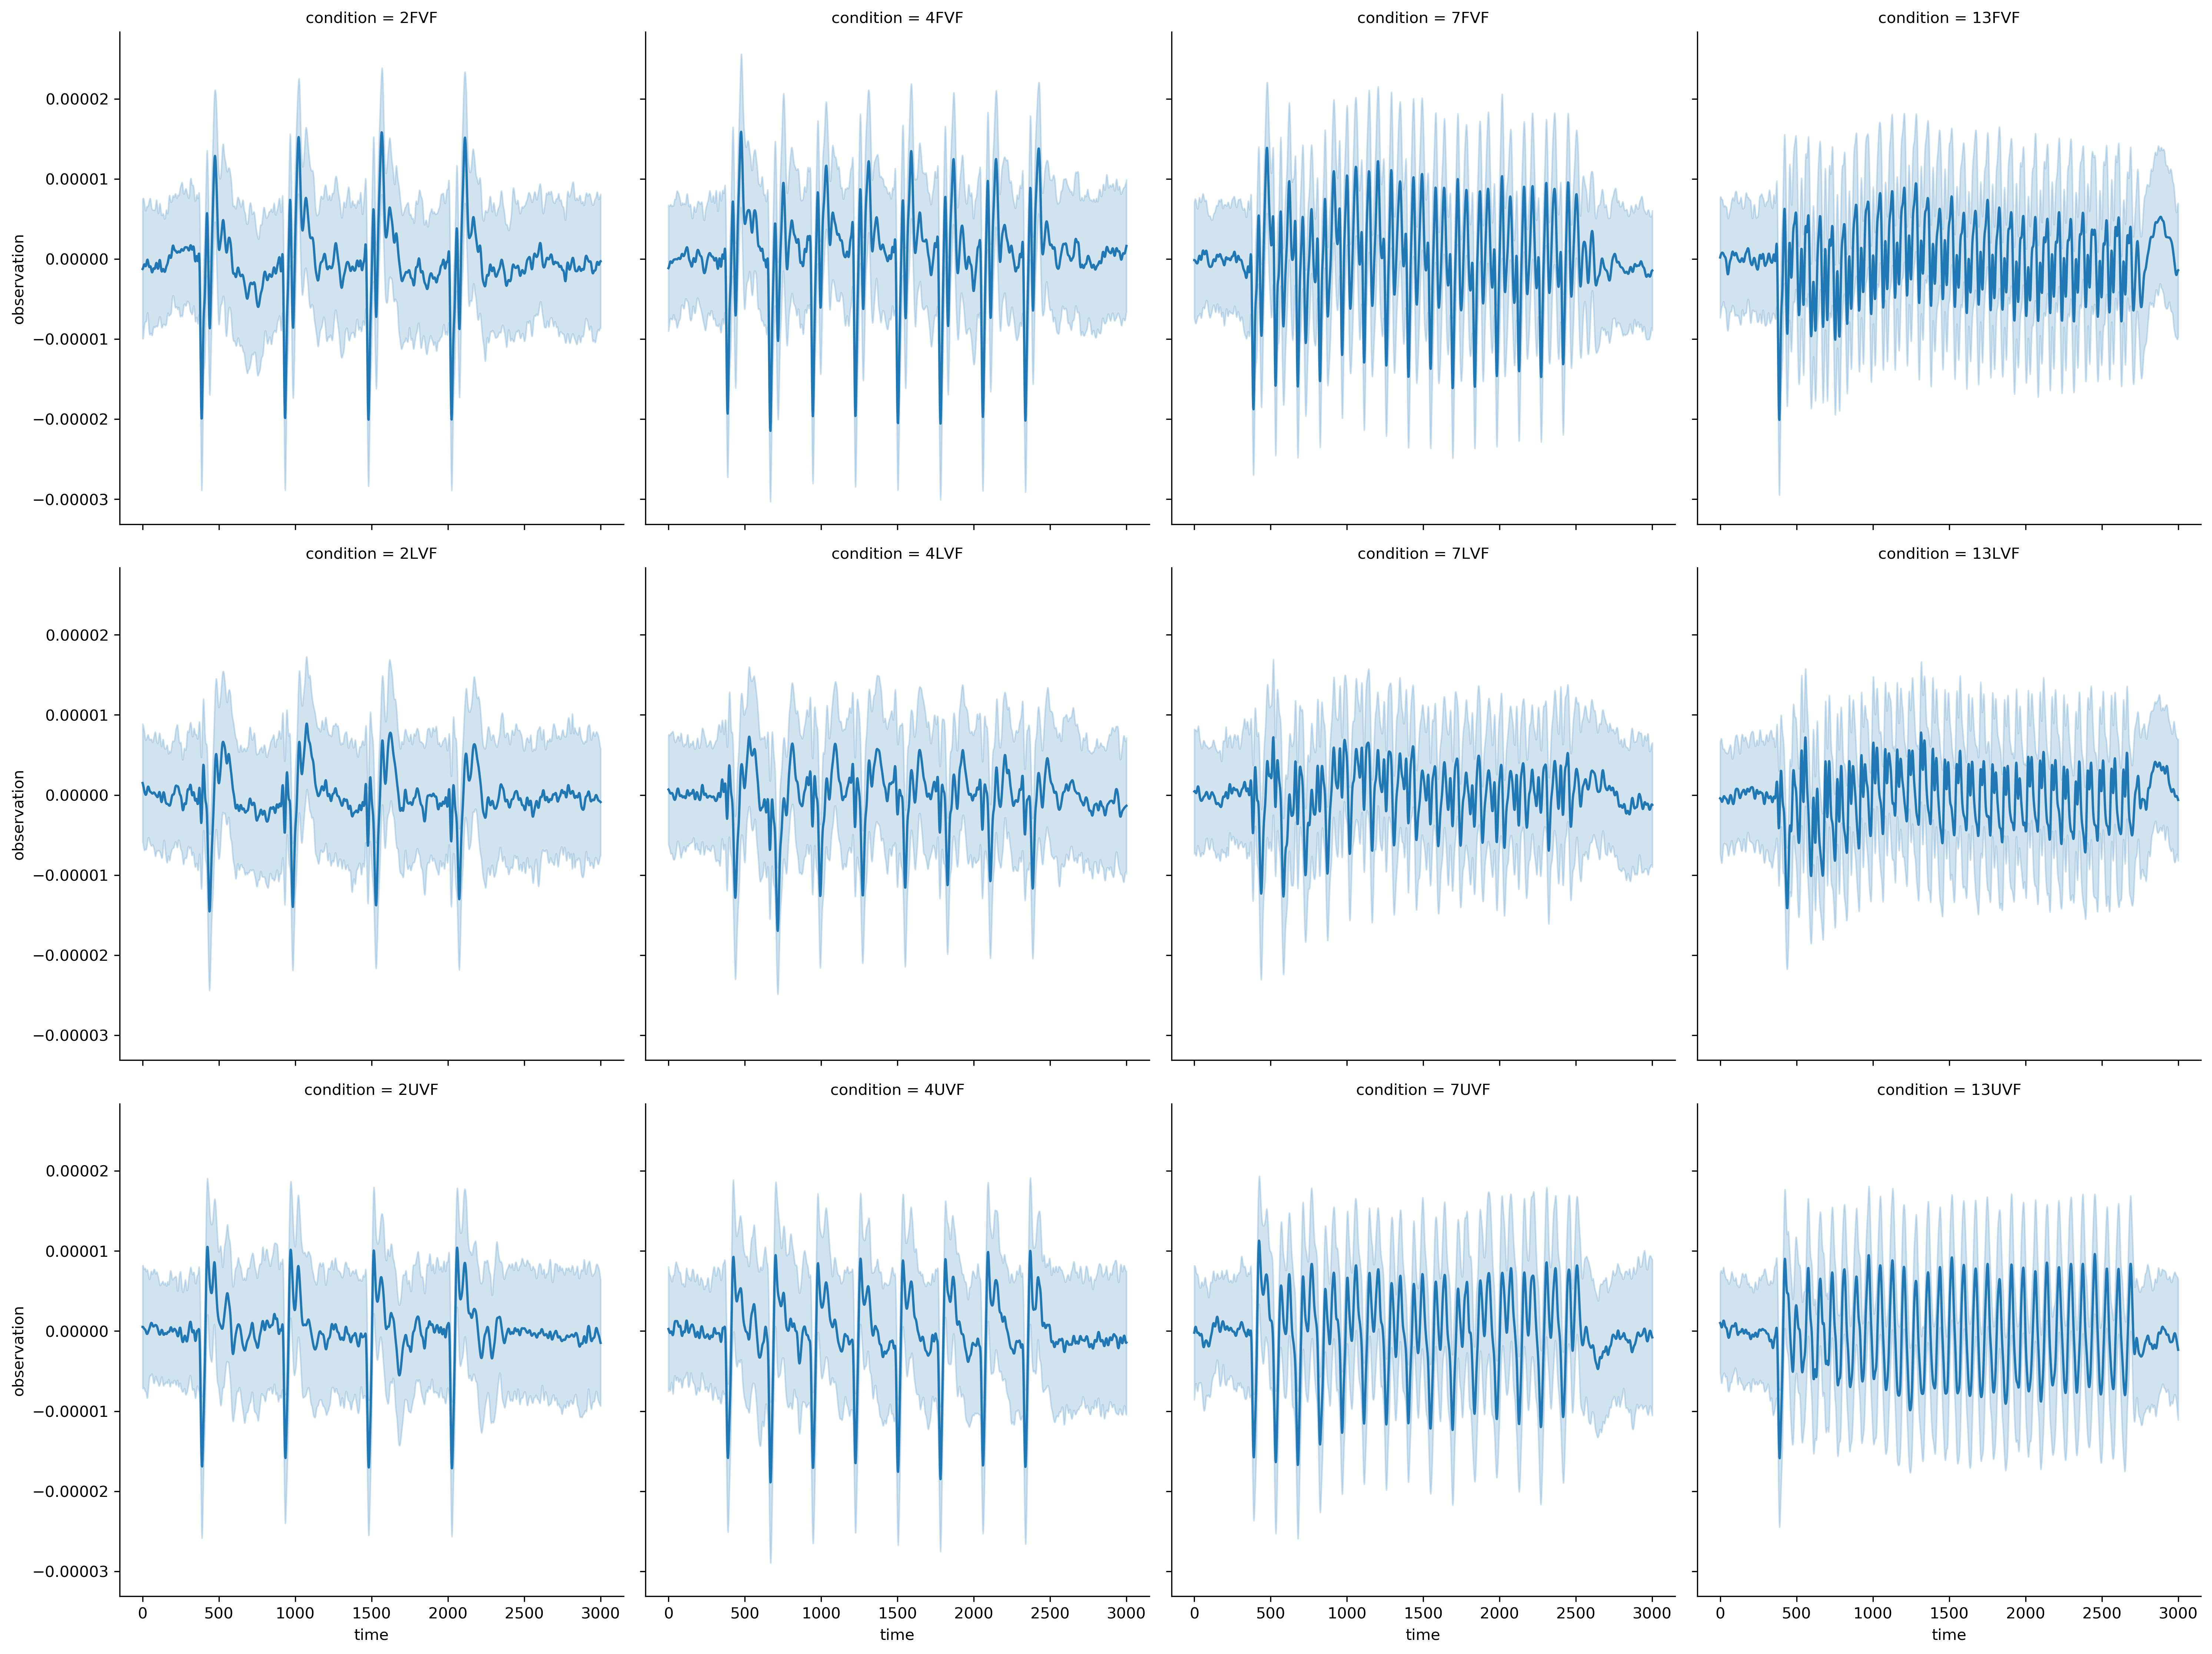 condition = 2FVF
condition = 4FVF
condition = 7FVF
condition = 13FVF
0.00002
0.00001
0.00000
−0.00001
−0.00002
−0.00003
observation
condition = 2LVF
condition = 4LVF
condition = 7LVF
condition = 13LVF
0.00002
0.00001
0.00000
−0.00001
−0.00002
−0.00003
observation
condition = 2UVF
condition = 4UVF
condition = 7UVF
condition = 13UVF
0.00002
0.00001
0.00000
−0.00001
−0.00002
−0.00003
observation
0 500 1000 1500 2000 2500 3000
0 500 1000 1500 2000 2500 3000
0 500 1000 1500 2000 2500 3000
0 500 1000 1500 2000 2500 3000
time
time
time
time